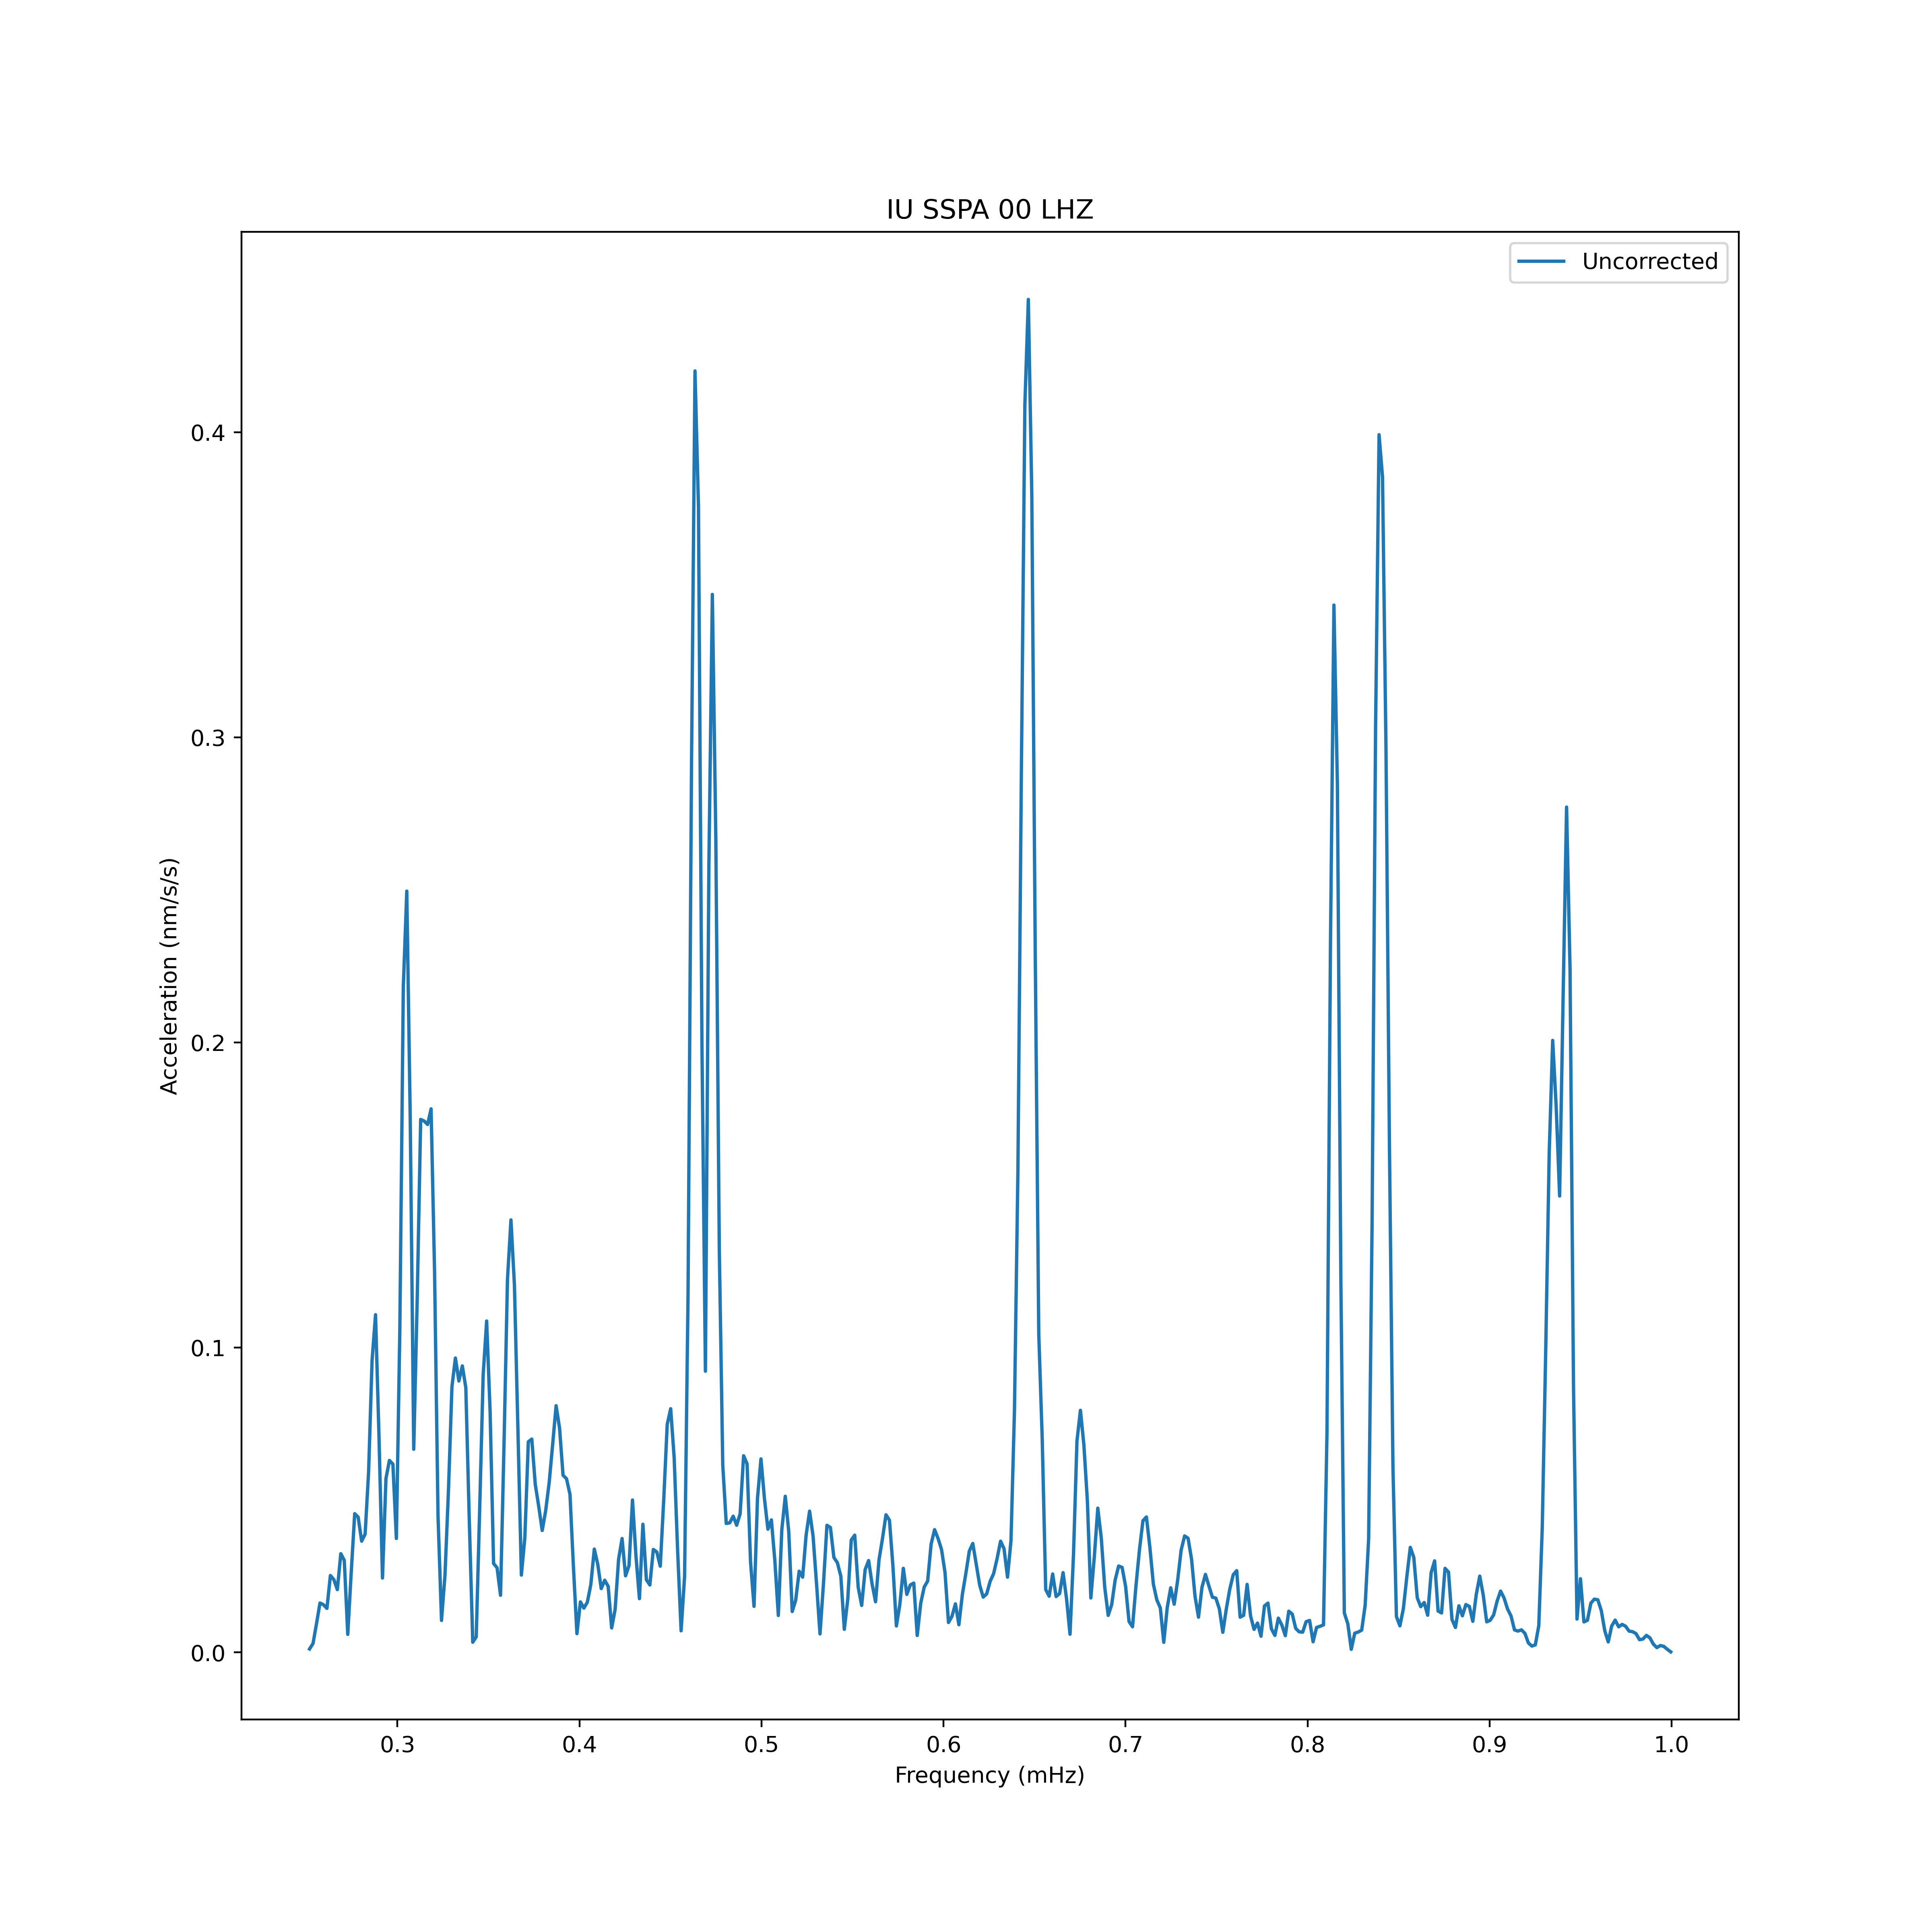 IU SSPA 00 LHZ
Uncorrected
0.4
0.3
0.2
0.1
0.0
Acceleration (nm/s/s)
0.3 0.4 0.5 0.6 0.7 0.8 0.9 1.0
Frequency (mHz)